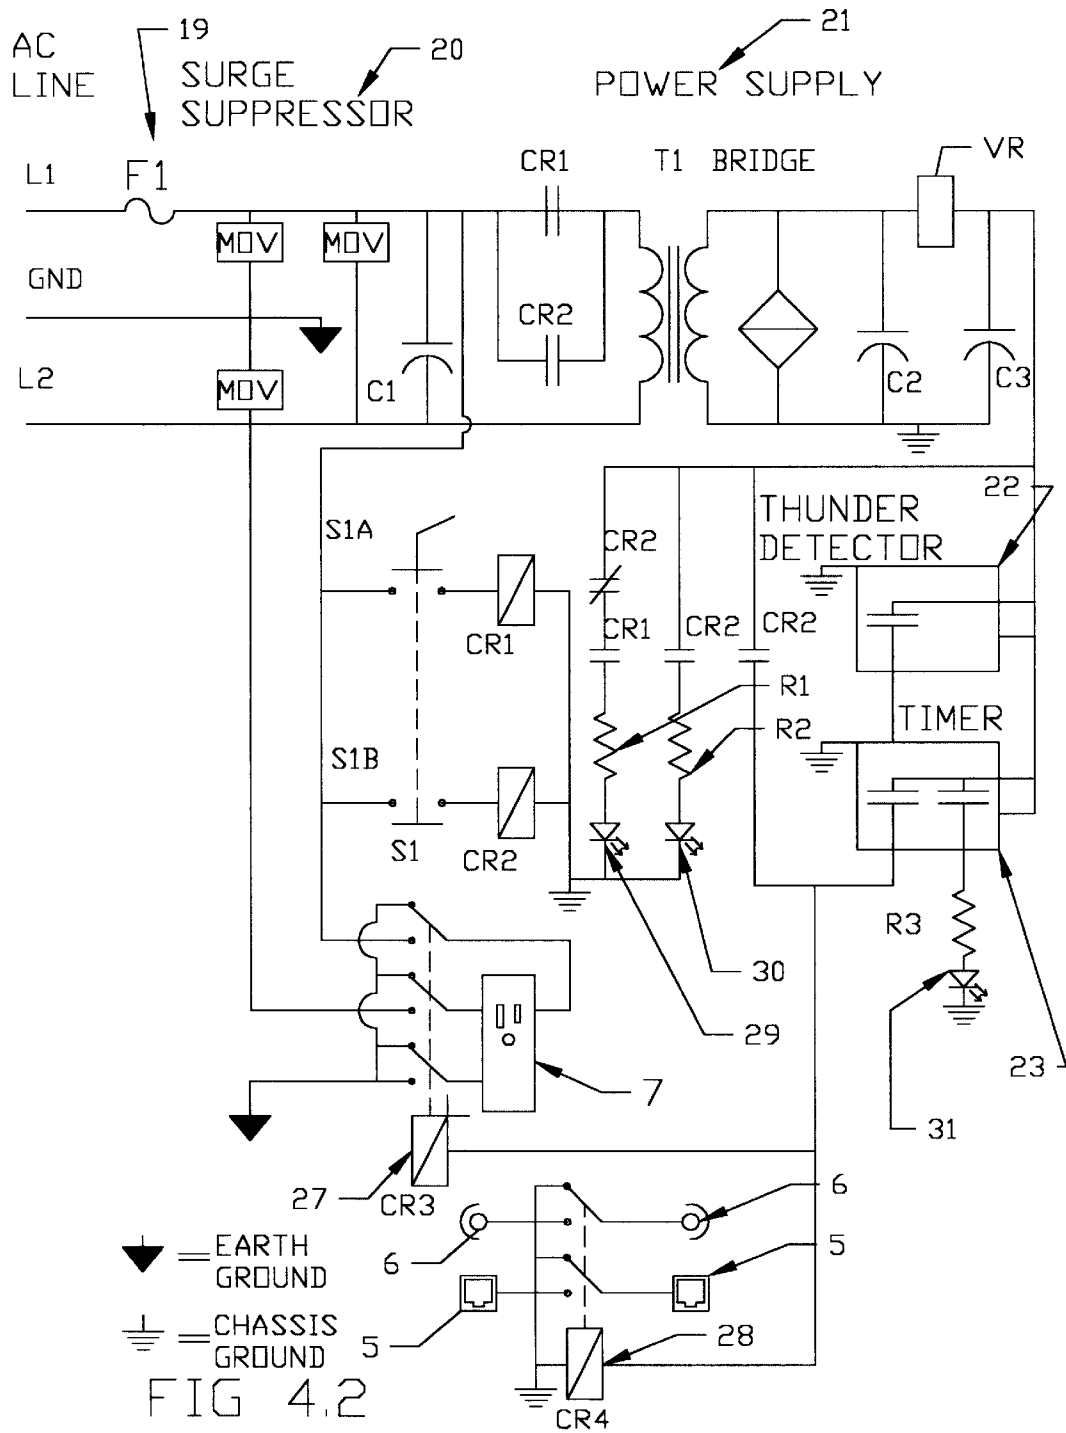 19
AC
LINE
SURGE
SUPPRESSOR
20
21
POWER SUPPLY
L1
F1
CR1
T1 BRIDGE
VR
MOV
MOV
GND
CR2
L2
MOV
C1
C2
C3
22
S1A
THUNDER
DETECTOR
CR2
CR1
CR1
CR2
CR2
R1
TIMER
R2
S1B
S1
CR2
R3
30
29
7
23
31
27
CR3
6
6
5
EARTH
GROUND
5
28
CHASSIS
GROUND
FIG 4.2
CR4